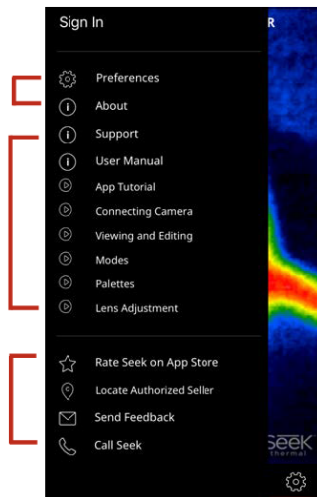 Sign In
R
Preferences
About
Support
User Manual
App Tutorial
Connecting Camera
Viewing and Editing
Modes
Palettes
Lens Adjustment
Rate Seek on App Store
Locate Authorized Seller
Send Feedback
Call Seek
seek
thermal